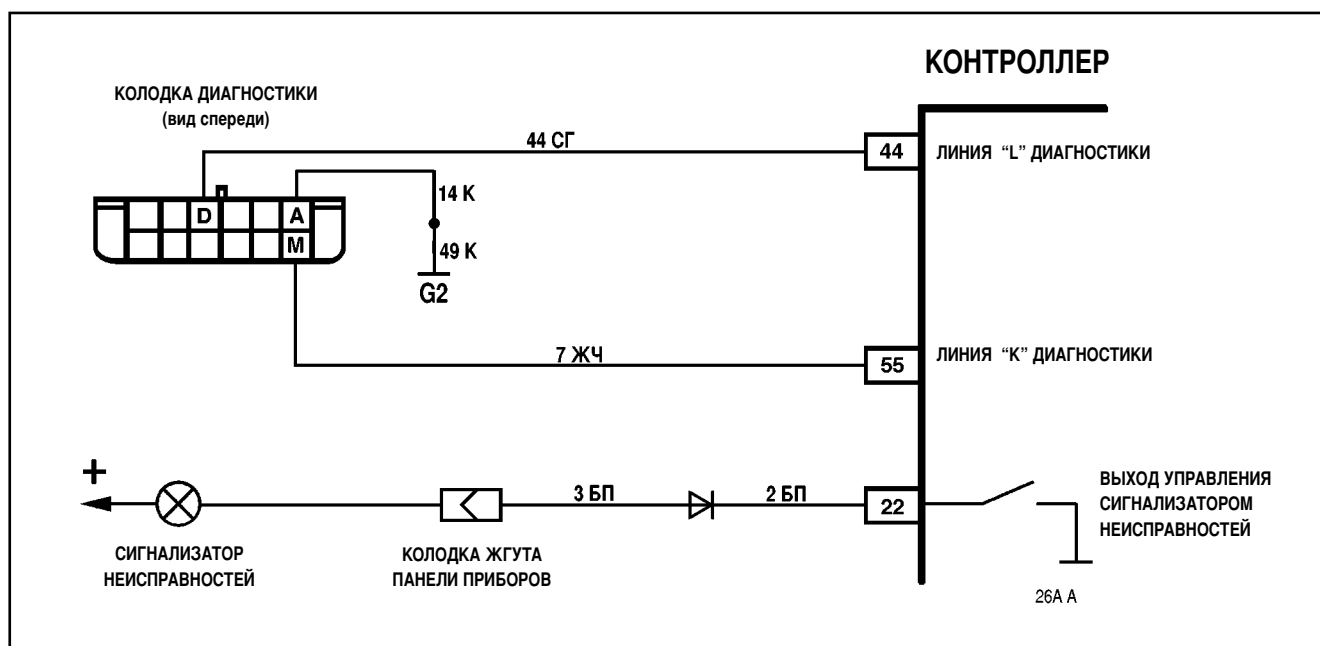 КОНТРОЛЛЕР
КОЛОДКА ДИАГНОСТИКИ
(вид спереди)
44 СГ
44
ЛИНИЯ “L” ДИАГНОСТИКИ
14 К
D
A
M
49 К
G2
7 ЖЧ
55
ЛИНИЯ “K” ДИАГНОСТИКИ
+
3 БП
2 БП
22
ВЫХОД УПРАВЛЕНИЯ
СИГНАЛИЗАТОРОМ
НЕИСПРАВНОСТЕЙ
СИГНАЛИЗАТОР
НЕИСПРАВНОСТЕЙ
КОЛОДКА ЖГУТА
ПАНЕЛИ ПРИБОРОВ
26А А